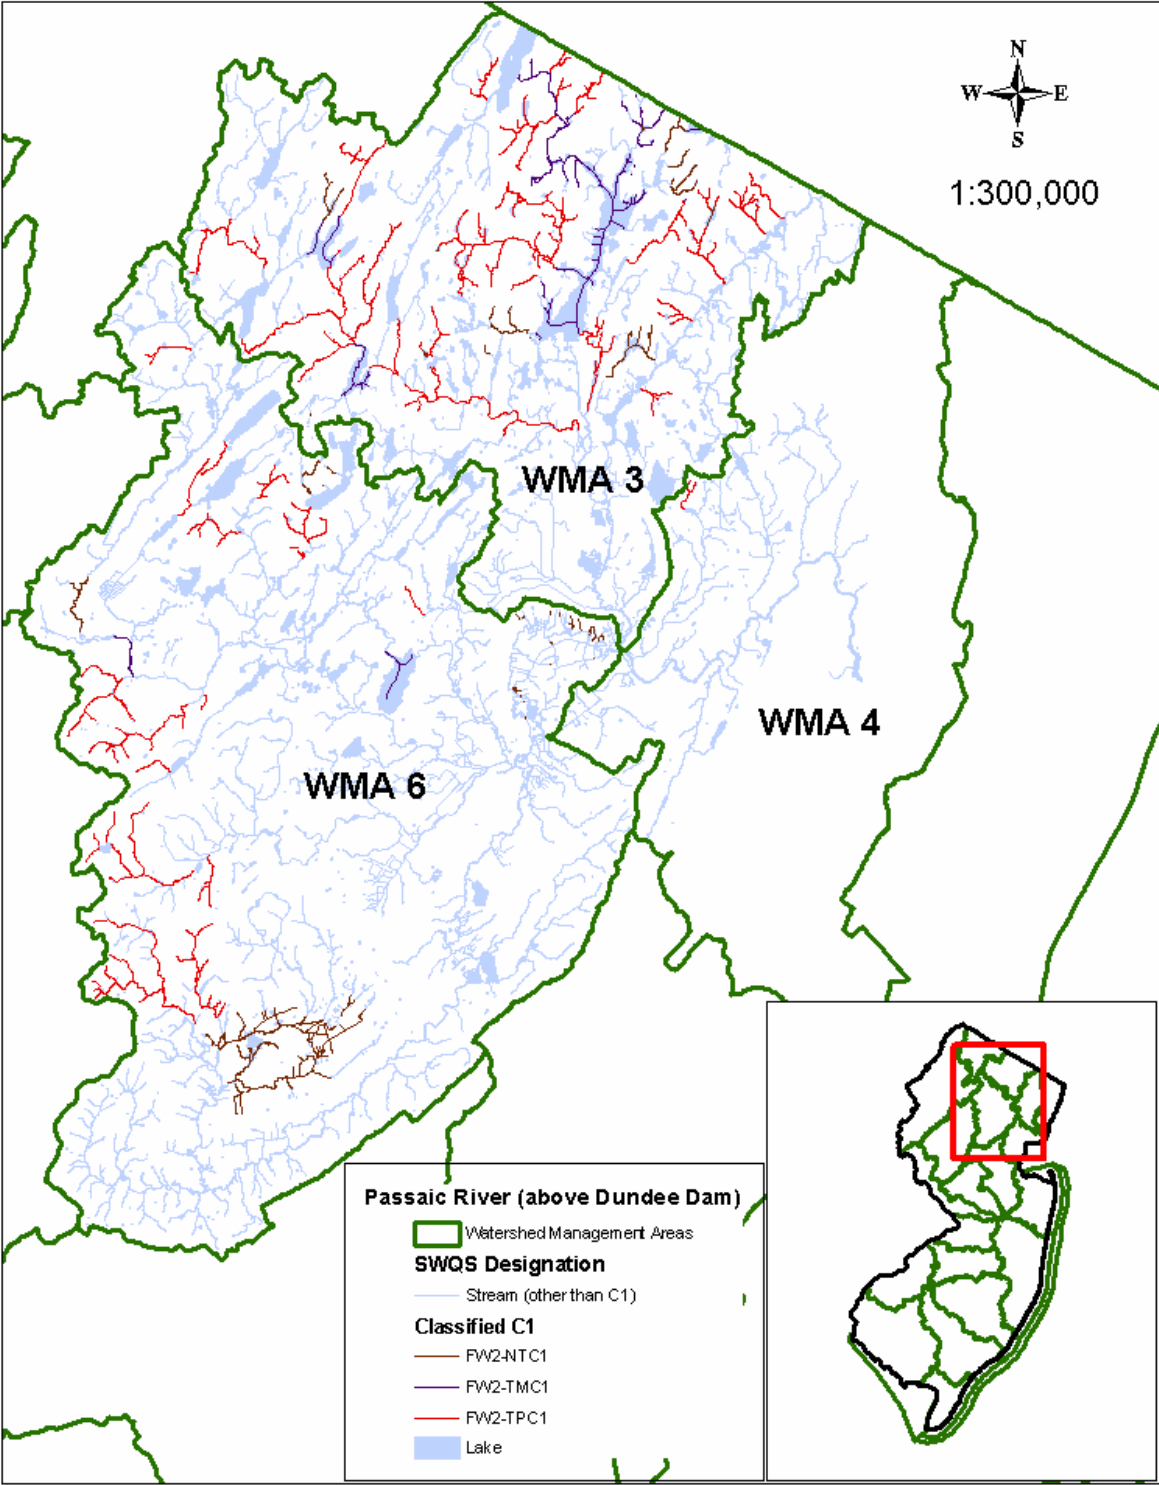 N
W E
S
1:300,000
WMA 3
WMA 4
WMA 6
Passaic River (above Dundee Dam)
Watershed Management Areas
SWQS Designation
Stream (other than C1)
Classified C1
FW2-NTC1
FW2-TMC1
FW2-TPC1
Lake